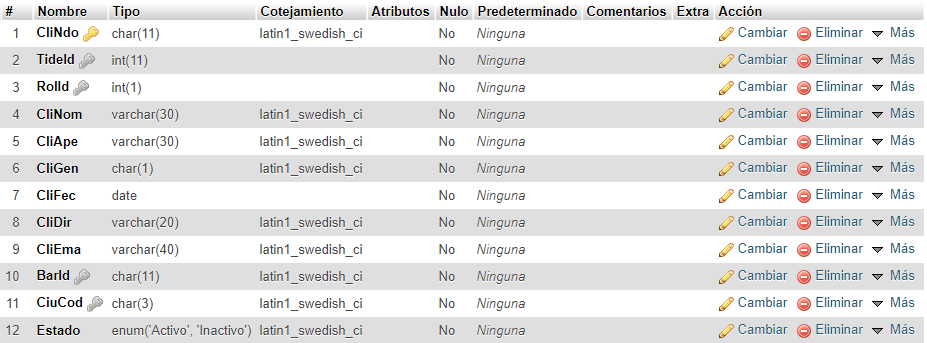 # Nombre Tipo Cotejamiento Atributos Nulo Predeterminado Comentarios Extra Acción
1 CliNdo char(11) latin1_swedish_ci No Ninguna Cambiar Eliminar Más
2 TideId int(11) No Ninguna Cambiar Eliminar Más
3 RolId int(1) No Ninguna Cambiar Eliminar Más
4 CliNom varchar(30) latin1_swedish_ci No Ninguna Cambiar Eliminar Más
5 CliApe varchar(30) latin1_swedish_ci No Ninguna Cambiar Eliminar Más
6 CliGen char(1) latin1_swedish_ci No Ninguna Cambiar Eliminar Más
7 CliFec date No Ninguna Cambiar Eliminar Más
8 CliDir varchar(20) latin1_swedish_ci No Ninguna Cambiar Eliminar Más
9 CliEma varchar(40) latin1_swedish_ci No Ninguna Cambiar Eliminar Más
10 BarId char(11) latin1_swedish_ci No Ninguna Cambiar Eliminar Más
11 CiuCod char(3) latin1_swedish_ci No Ninguna Cambiar Eliminar Más
12 Estado enum('Activo', 'Inactivo') latin1_swedish_ci No Ninguna Cambiar Eliminar Más